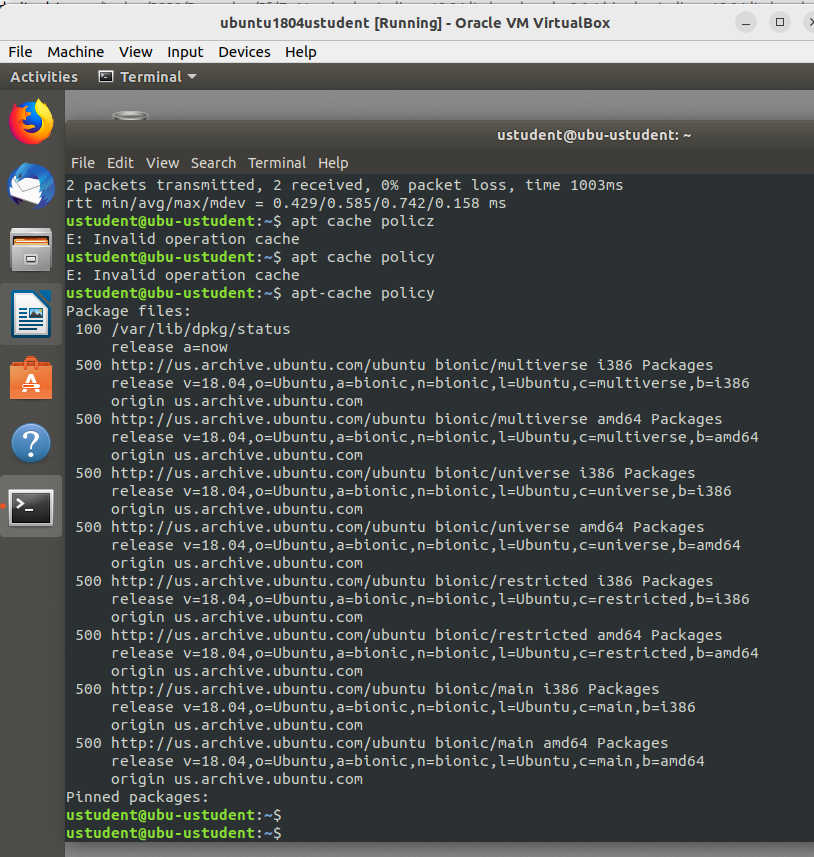 ubuntu1804ustudent [Running] - Oracle VM VirtualBox
File Machine View Input Devices Help
Activities Terminal
ustudent@ubu-ustudent: ~
File Edit View Search Terminal Help
2 packets transmitted, 2 received, 0% packet loss, time 1003ms
rtt min/avg/max/mdev = 0.429/0.585/0.742/0.158 ms
ustudent@ubu-ustudent:~$ apt cache policz
E: Invalid operation cache
ustudent@ubu-ustudent:~$ apt cache policy
E: Invalid operation cache
ustudent@ubu-ustudent:~$ apt-cache policy
Package files:
 100 /var/lib/dpkg/status
     release a=now
 500 http://us.archive.ubuntu.com/ubuntu bionic/multiverse i386 Packages
     release v=18.04,o=Ubuntu,a=bionic,n=bionic,l=Ubuntu,c=multiverse,b=i386
     origin us.archive.ubuntu.com
 500 http://us.archive.ubuntu.com/ubuntu bionic/multiverse amd64 Packages
     release v=18.04,o=Ubuntu,a=bionic,n=bionic,l=Ubuntu,c=multiverse,b=amd64
     origin us.archive.ubuntu.com
 500 http://us.archive.ubuntu.com/ubuntu bionic/universe i386 Packages
     release v=18.04,o=Ubuntu,a=bionic,n=bionic,l=Ubuntu,c=universe,b=i386
     origin us.archive.ubuntu.com
 500 http://us.archive.ubuntu.com/ubuntu bionic/universe amd64 Packages
     release v=18.04,o=Ubuntu,a=bionic,n=bionic,l=Ubuntu,c=universe,b=amd64
     origin us.archive.ubuntu.com
 500 http://us.archive.ubuntu.com/ubuntu bionic/restricted i386 Packages
     release v=18.04,o=Ubuntu,a=bionic,n=bionic,l=Ubuntu,c=restricted,b=i386
     origin us.archive.ubuntu.com
 500 http://us.archive.ubuntu.com/ubuntu bionic/restricted amd64 Packages
     release v=18.04,o=Ubuntu,a=bionic,n=bionic,l=Ubuntu,c=restricted,b=amd64
     origin us.archive.ubuntu.com
 500 http://us.archive.ubuntu.com/ubuntu bionic/main i386 Packages
     release v=18.04,o=Ubuntu,a=bionic,n=bionic,l=Ubuntu,c=main,b=i386
     origin us.archive.ubuntu.com
 500 http://us.archive.ubuntu.com/ubuntu bionic/main amd64 Packages
     release v=18.04,o=Ubuntu,a=bionic,n=bionic,l=Ubuntu,c=main,b=amd64
     origin us.archive.ubuntu.com
Pinned packages:
ustudent@ubu-ustudent:~$
ustudent@ubu-ustudent:~$